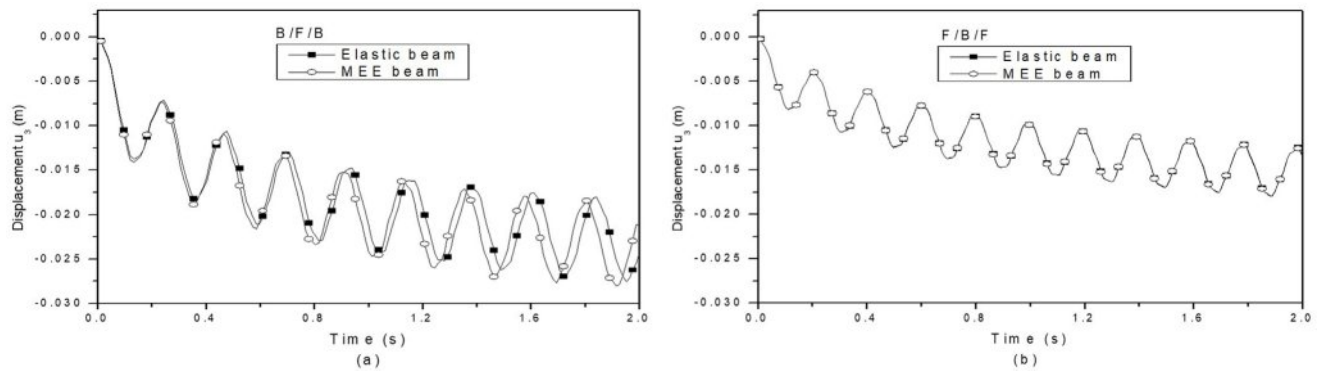 B/F/B
Elastic beam
MEE beam
0.000
-0.005
-0.010
-0.015
-0.020
-0.025
-0.030
Displacement u₃ (m)
0.0 0.4 0.8 1.2 1.6 2.0
Time (s)
(a)
F/B/F
Elastic beam
MEE beam
0.000
-0.005
-0.010
-0.015
-0.020
-0.025
-0.030
Displacement u₃ (m)
0.0 0.4 0.8 1.2 1.6 2.0
Time (s)
(b)